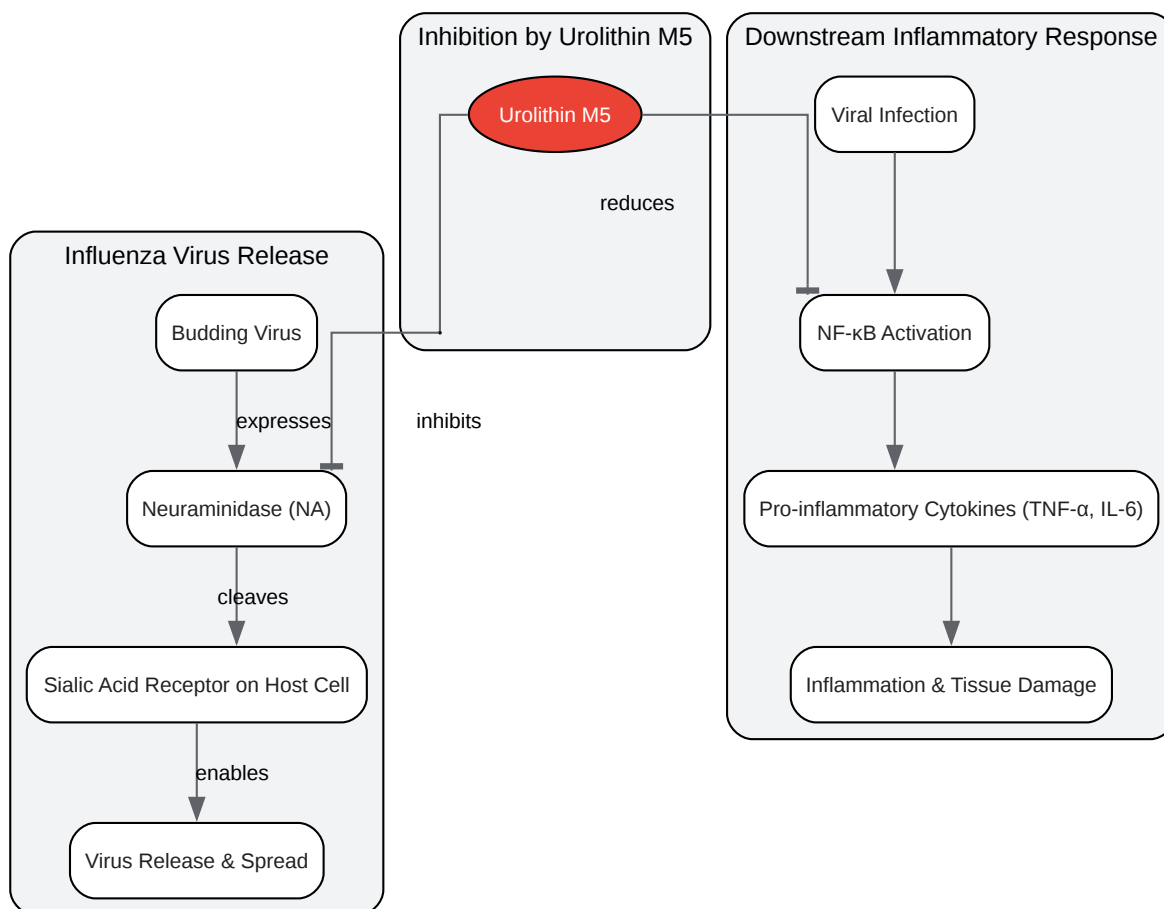 Inhibition by Urolithin M5
Urolithin M5
reduces
inhibits
Influenza Virus Release
Budding Virus
expresses
Neuraminidase (NA)
cleaves
Sialic Acid Receptor on Host Cell
enables
Virus Release & Spread
Downstream Inflammatory Response
Viral Infection
NF-κB Activation
Pro-inflammatory Cytokines (TNF-α, IL-6)
Inflammation & Tissue Damage